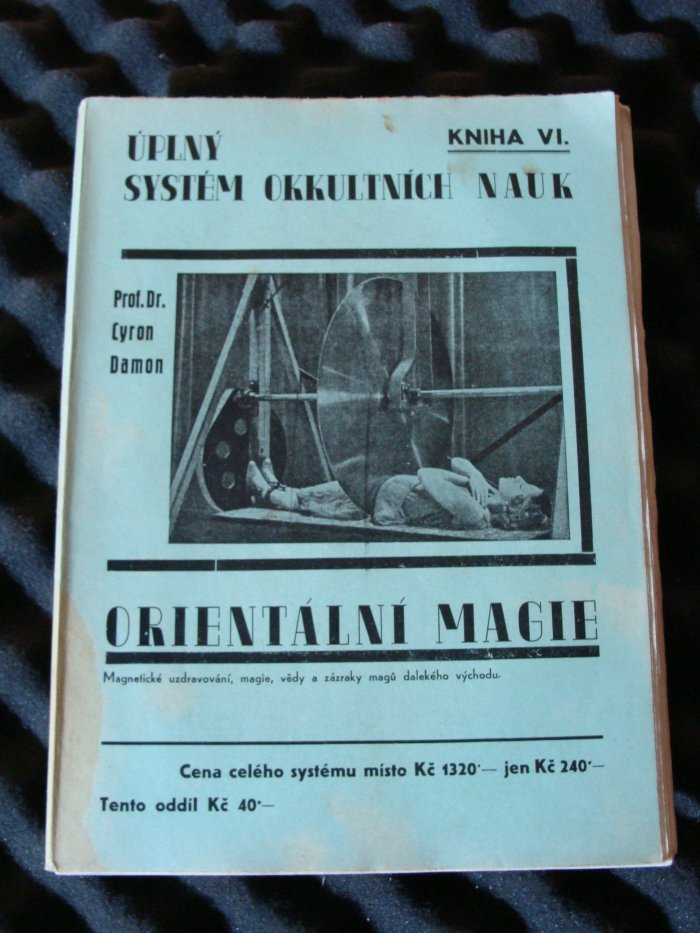 ÚPLNÝ
KNIHA VI.
SYSTÉM OKKULTNÍCH NAUK
Prof. Dr.
Cyron
Damon
ORIENTÁLNÍ MAGIE
Magnetické uzdravování, magie, vědy a zázraky magů dalekého východu.
Cena celého systému místo Kč 1320·— jen Kč 240·—
Tento oddíl Kč 40·—